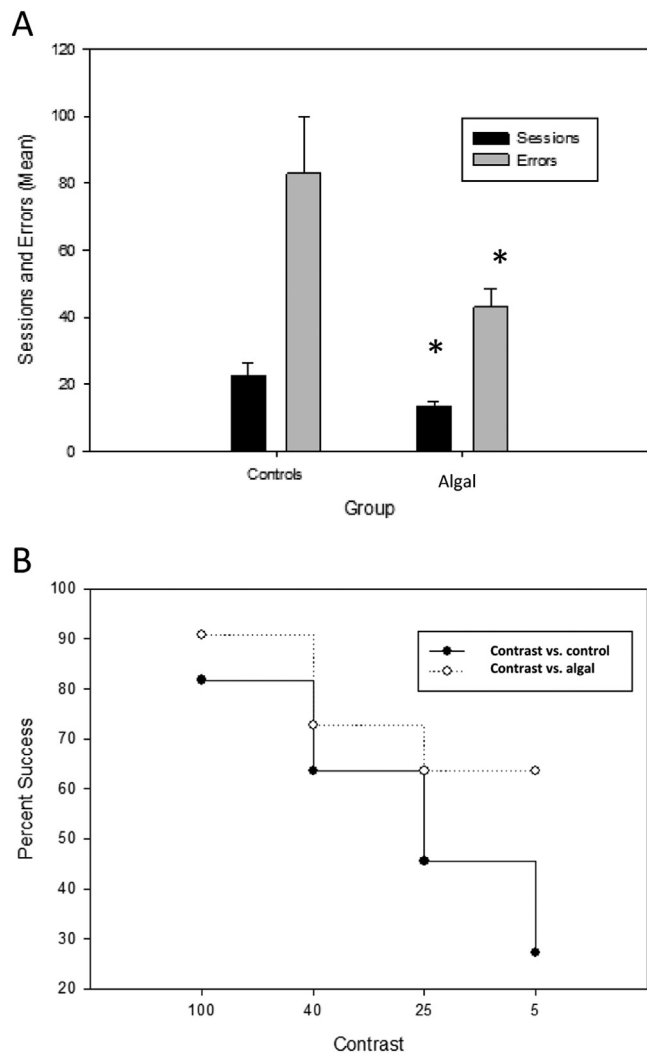 A
120
100
80
60
40
20
0
Sessions and Errors (Mean)
Sessions
Errors
*
*
Controls
Algal
Group
B
100
90
80
70
60
50
40
30
20
Percent Success
Contrast vs. control
Contrast vs. algal
100
40
25
5
Contrast